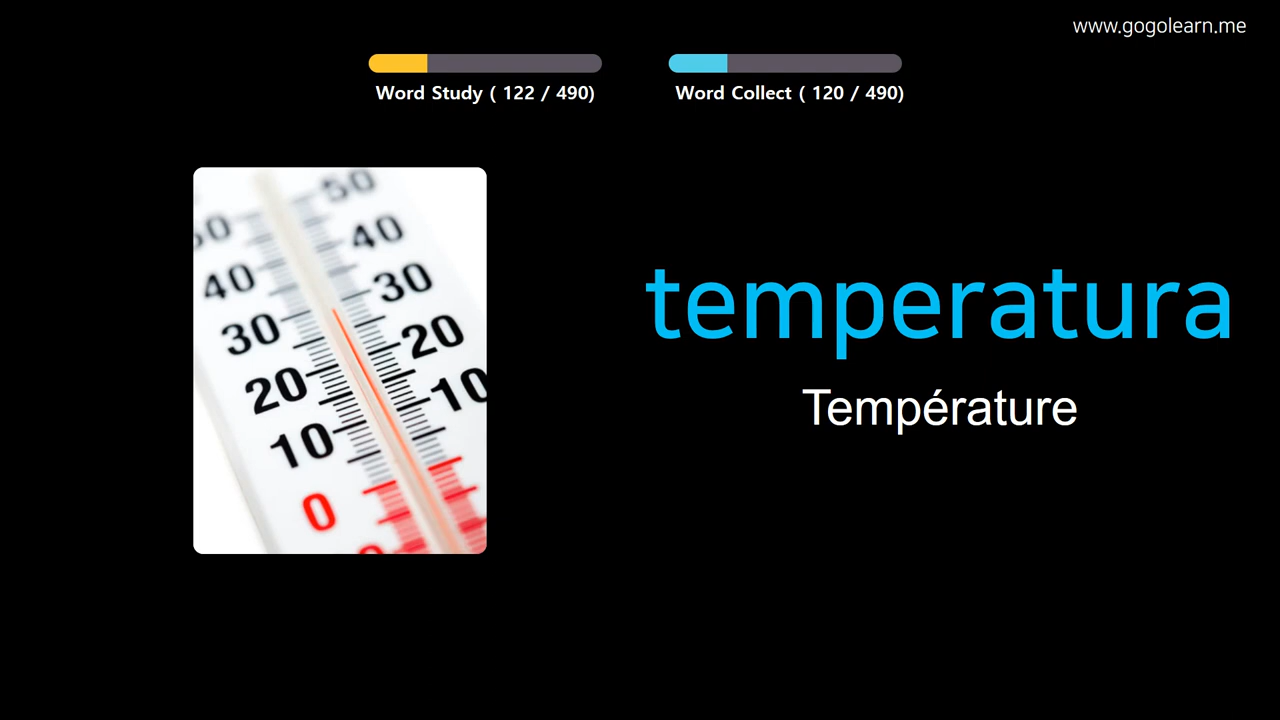 www.gogolearn.me
Word Study ( 122 / 490)
Word Collect ( 120 / 490)
50
50
40
40
30
30
20
20
10
10
0
temperatura
Température